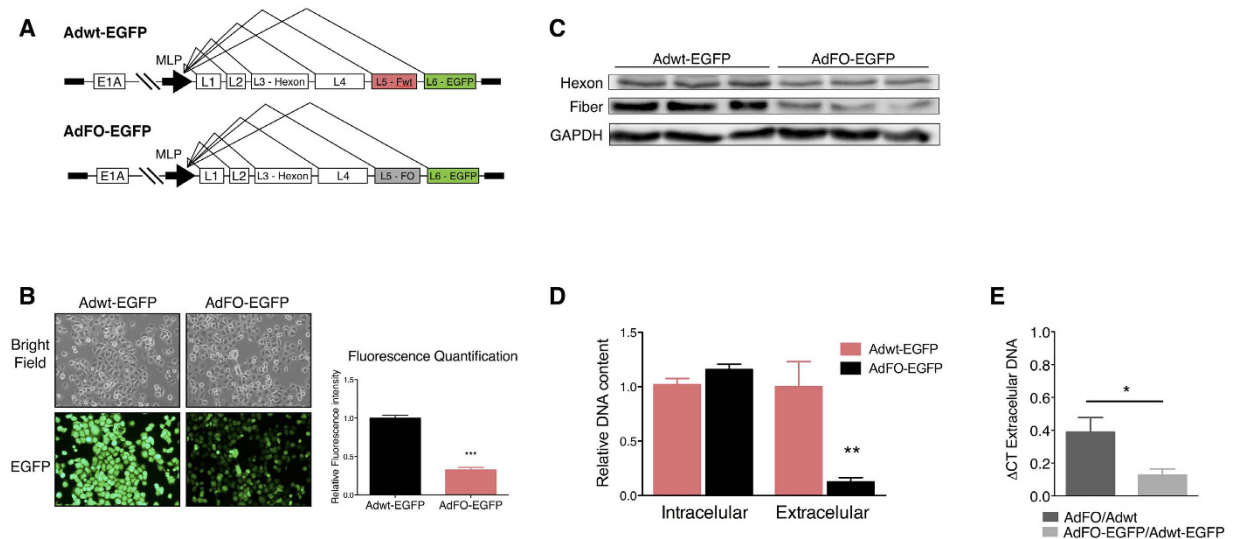 A
Adwt-EGFP
MLP
E1A L1 L2 L3 - Hexon L4 L5 - Fwt L6 - EGFP
AdFO-EGFP
MLP
E1A L1 L2 L3 - Hexon L4 L5 - FO L6 - EGFP
B
Adwt-EGFP AdFO-EGFP
Bright
Field
EGFP
Fluorescence Quantification
Relative Fluorescence intensity
1.5
1.0
0.5
0.0
***
Adwt-EGFP AdFO-EGFP
C
Adwt-EGFP AdFO-EGFP
Hexon
Fiber
GAPDH
D
Relative DNA content
1.5
1.0
0.5
0.0
Adwt-EGFP
AdFO-EGFP
**
Intracelular Extracelular
E
ΔCT Extracelular DNA
1.0
0.8
0.6
0.4
0.2
0.0
*
AdFO/Adwt
AdFO-EGFP/Adwt-EGFP